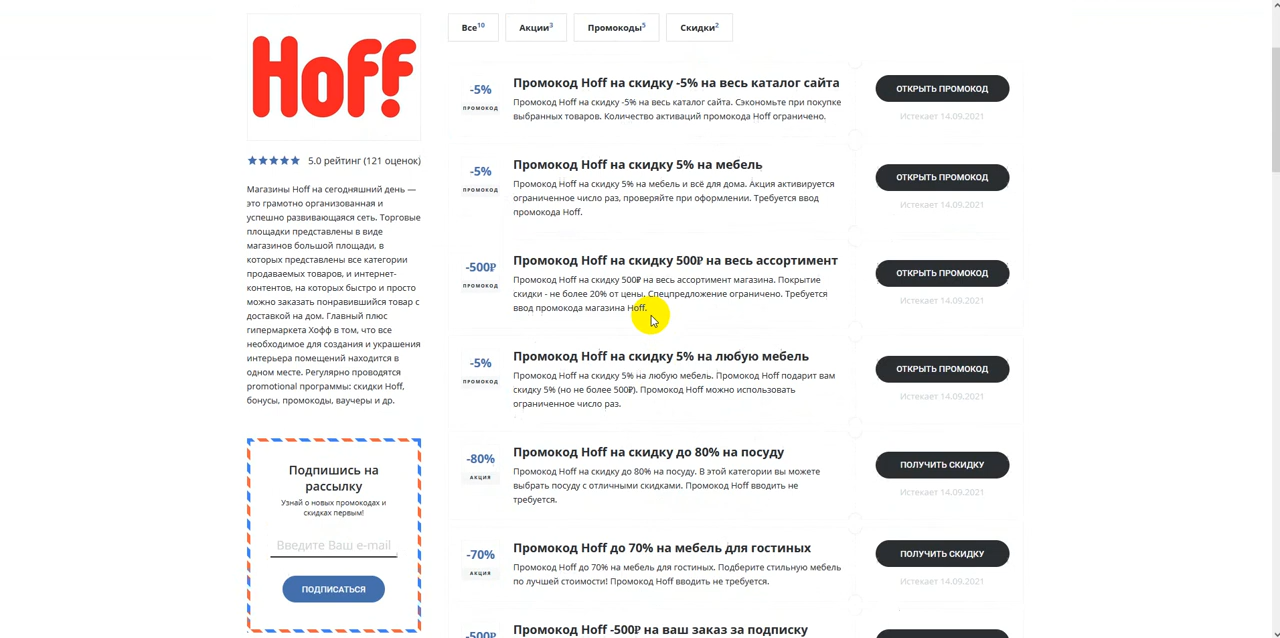 Hoff
5.0 рейтинг (121 оценок)
Магазины Hoff на сегодняшний день —
это грамотно организованная и
успешно развивающаяся сеть. Торговые
площадки представлены в виде
магазинов большой площади, в
которых представлены все категории
продаваемых товаров, и интернет-
контентов, на которых быстро и просто
можно заказать понравившийся товар с
доставкой на дом. Главный плюс
гипермаркета Хофф в том, что все
необходимое для создания и украшения
интерьера помещений находится в
одном месте. Регулярно проводятся
promotional программы: скидки Hoff,
бонусы, промокоды, ваучеры и др.
Подпишись на
рассылку
Узнай о новых промокодах и
скидках первым!
Введите Ваш e-mail
ПОДПИСАТЬСЯ
Все10 Акции3 Промокоды5 Скидки2
-5%
ПРОМОКОД
Промокод Hoff на скидку -5% на весь каталог сайта
Промокод Hoff на скидку -5% на весь каталог сайта. Сэкономьте при покупке
выбранных товаров. Количество активаций промокода Hoff ограничено.
ОТКРЫТЬ ПРОМОКОД
Истекает 14.09.2021
-5%
ПРОМОКОД
Промокод Hoff на скидку 5% на мебель
Промокод Hoff на скидку 5% на мебель и всё для дома. Акция активируется
ограниченное число раз, проверяйте при оформлении. Требуется ввод
промокода Hoff.
ОТКРЫТЬ ПРОМОКОД
Истекает 14.09.2021
-500₽
ПРОМОКОД
Промокод Hoff на скидку 500₽ на весь ассортимент
Промокод Hoff на скидку 500₽ на весь ассортимент магазина. Покрытие
скидки - не более 20% от цены. Спецпредложение ограничено. Требуется
ввод промокода магазина Hoff.
ОТКРЫТЬ ПРОМОКОД
Истекает 14.09.2021
-5%
ПРОМОКОД
Промокод Hoff на скидку 5% на любую мебель
Промокод Hoff на скидку 5% на любую мебель. Промокод Hoff подарит вам
скидку 5% (но не более 500₽). Промокод Hoff можно использовать
ограниченное число раз.
ОТКРЫТЬ ПРОМОКОД
Истекает 14.09.2021
-80%
АКЦИЯ
Промокод Hoff на скидку до 80% на посуду
Промокод Hoff на скидку до 80% на посуду. В этой категории вы можете
выбрать посуду с отличными скидками. Промокод Hoff вводить не
требуется.
ПОЛУЧИТЬ СКИДКУ
Истекает 14.09.2021
-70%
АКЦИЯ
Промокод Hoff до 70% на мебель для гостиных
Промокод Hoff до 70% на мебель для гостиных. Подберите стильную мебель
по лучшей стоимости! Промокод Hoff вводить не требуется.
ПОЛУЧИТЬ СКИДКУ
Истекает 14.09.2021
-500₽
Промокод Hoff -500₽ на ваш заказ за подписку